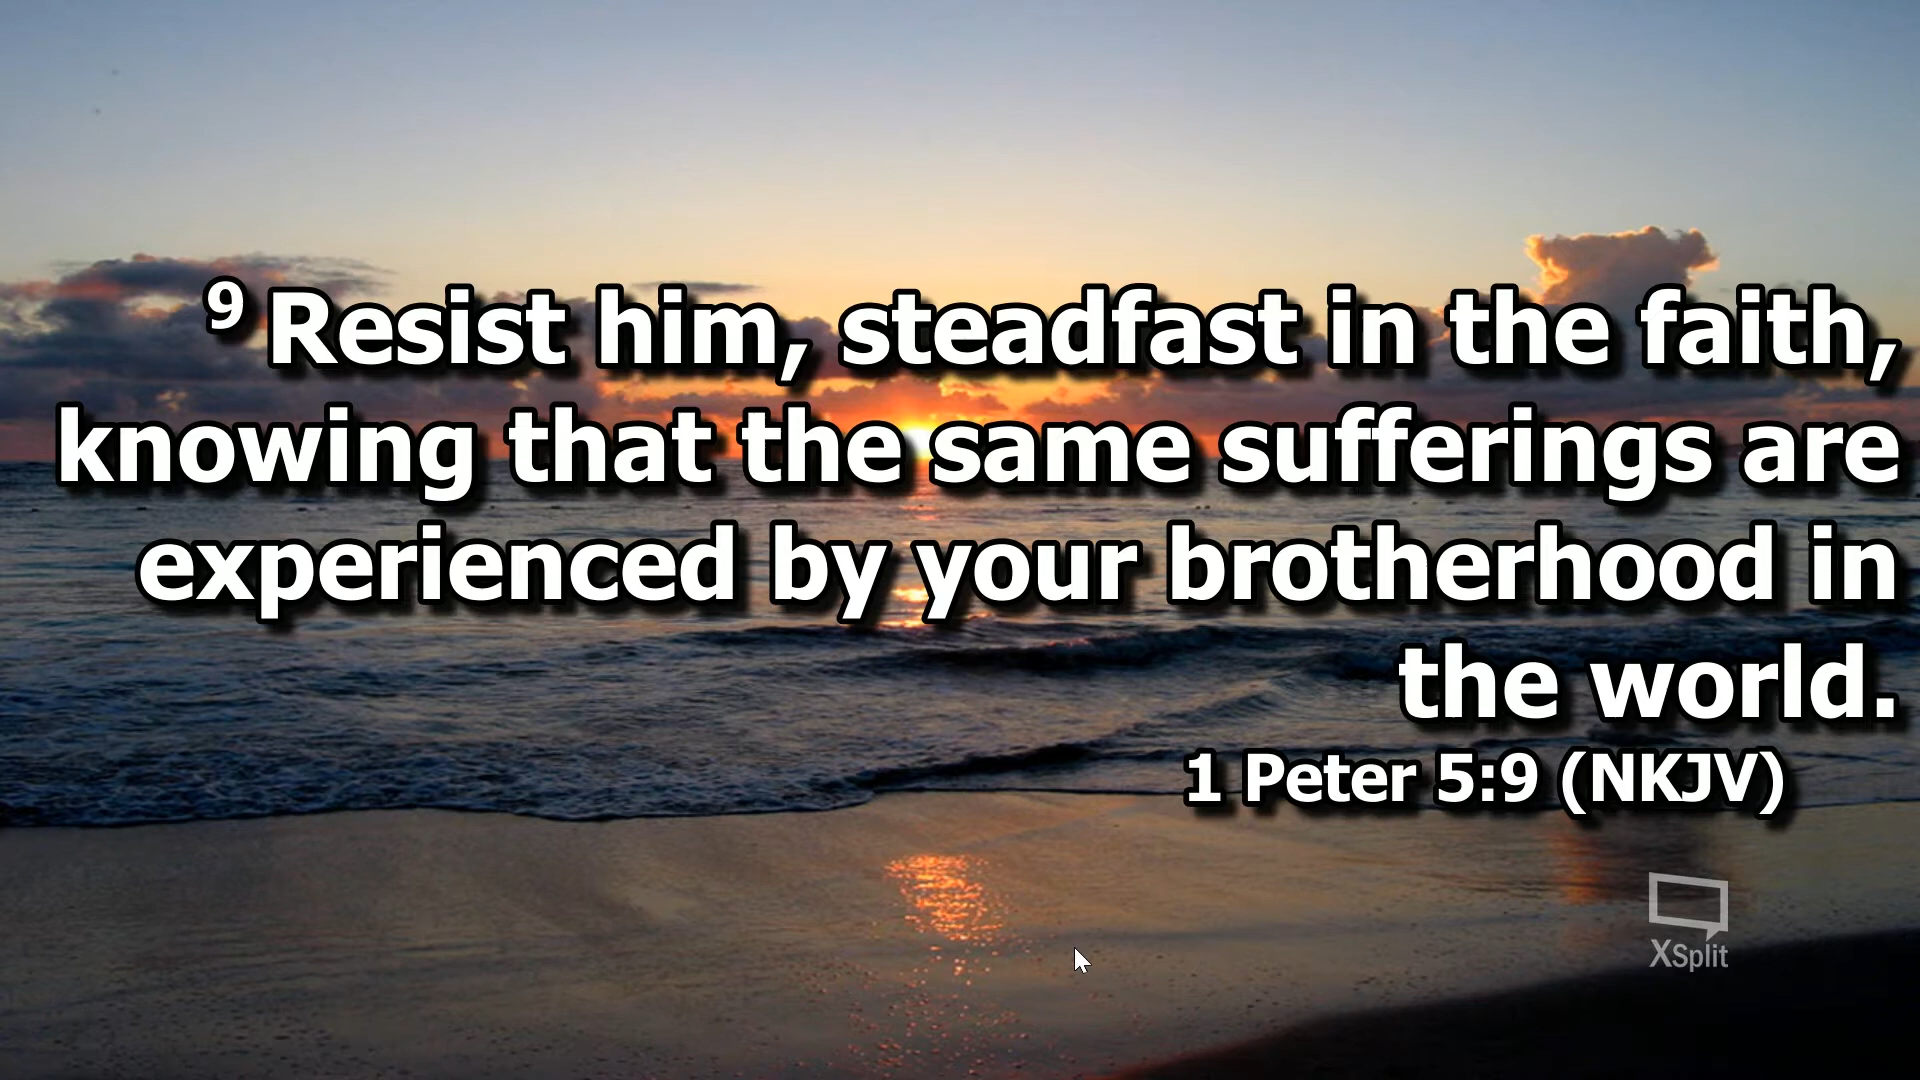 9 Resist him, steadfast in the faith,
knowing that the same sufferings are
experienced by your brotherhood in
the world.
1 Peter 5:9 (NKJV)
XSplit